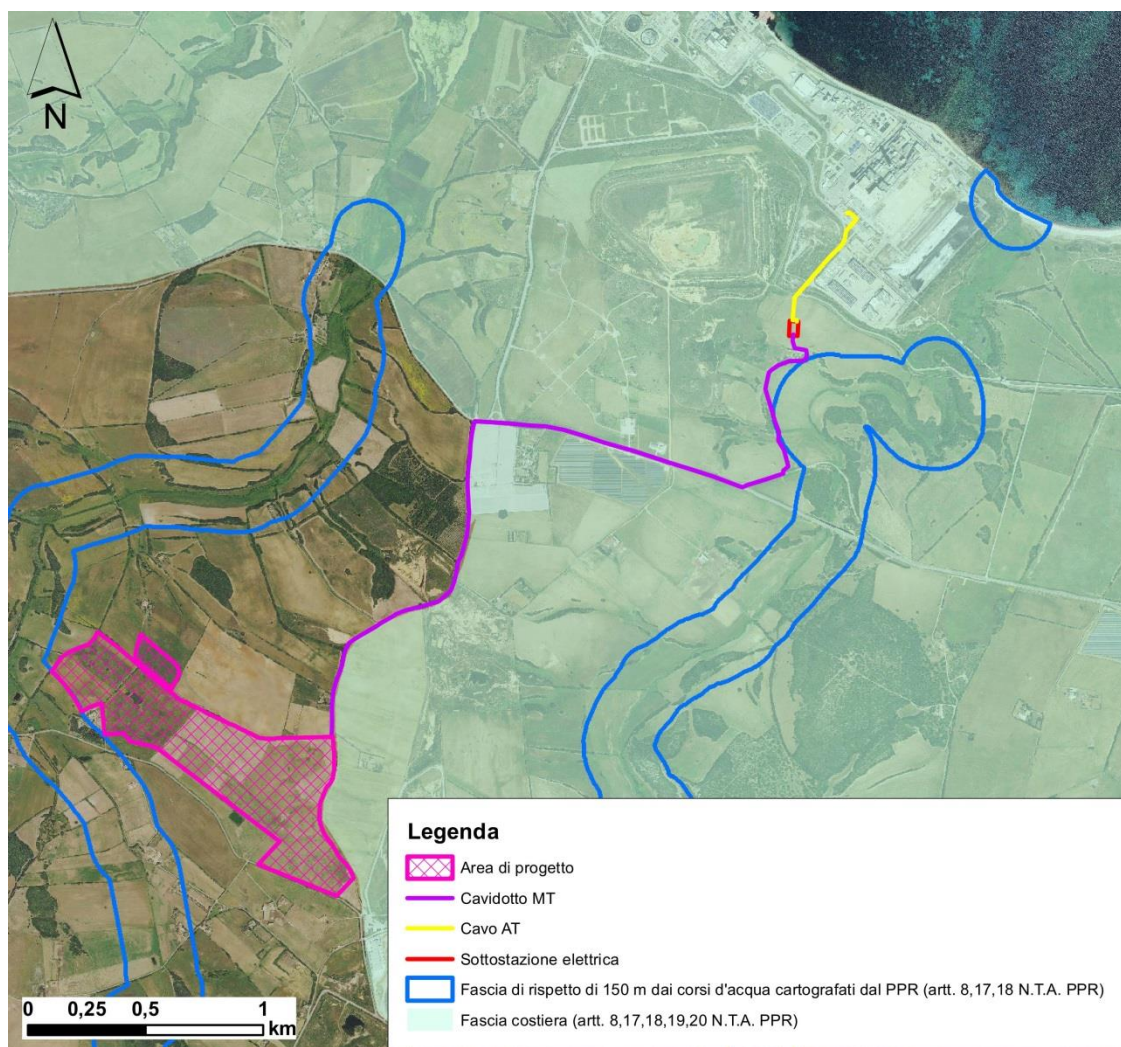 N
Legenda
Area di progetto
Cavidotto MT
Cavo AT
Sottostazione elettrica
Fascia di rispetto di 150 m dai corsi d'acqua cartografati dal PPR (artt. 8,17,18 N.T.A. PPR)
Fascia costiera (artt. 8,17,18,19,20 N.T.A. PPR)
0 0,25 0,5 1
km